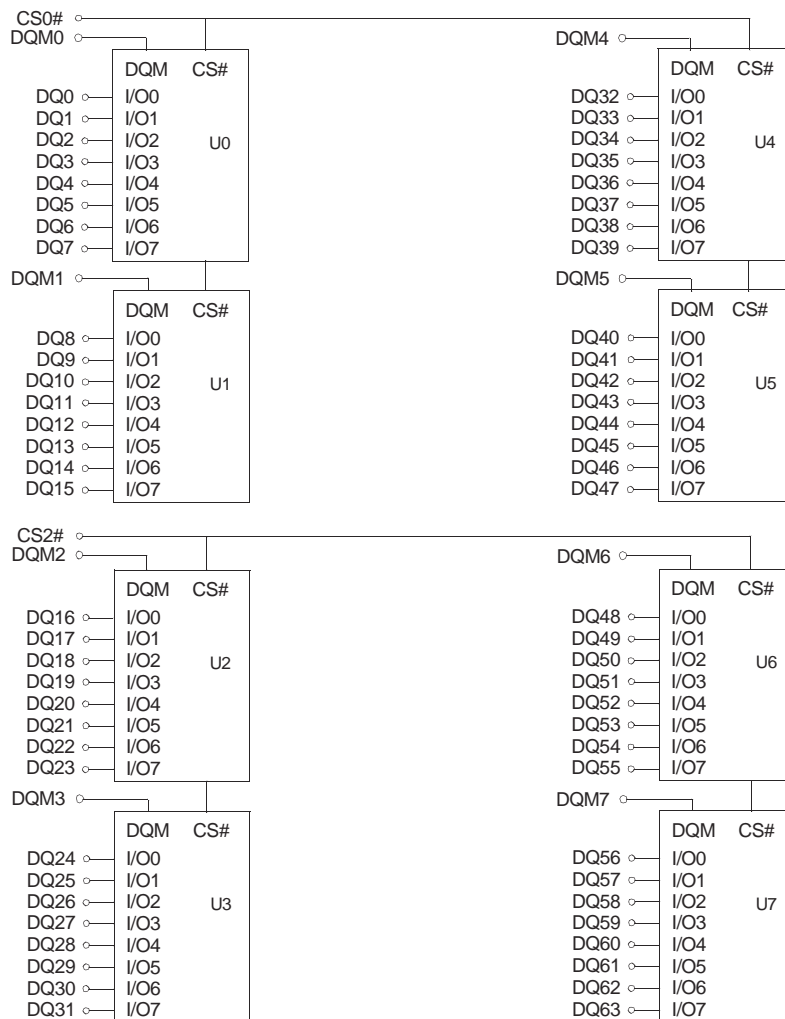 CS0#
DQM0 DQM4
DQM CS# DQM CS#
DQ0 I/O0 DQ32 I/O0
DQ1 I/O1 DQ33 I/O1
DQ2 I/O2 U0 DQ34 I/O2 U4
DQ3 I/O3 DQ35 I/O3
DQ4 I/O4 DQ36 I/O4
DQ5 I/O5 DQ37 I/O5
DQ6 I/O6 DQ38 I/O6
DQ7 I/O7 DQ39 I/O7
DQM1 DQM5
DQM CS# DQM CS#
DQ8 I/O0 DQ40 I/O0
DQ9 I/O1 DQ41 I/O1
DQ10 I/O2 U1 DQ42 I/O2 U5
DQ11 I/O3 DQ43 I/O3
DQ12 I/O4 DQ44 I/O4
DQ13 I/O5 DQ45 I/O5
DQ14 I/O6 DQ46 I/O6
DQ15 I/O7 DQ47 I/O7
CS2#
DQM2 DQM6
DQM CS# DQM CS#
DQ16 I/O0 DQ48 I/O0
DQ17 I/O1 DQ49 I/O1
DQ18 I/O2 U2 DQ50 I/O2 U6
DQ19 I/O3 DQ51 I/O3
DQ20 I/O4 DQ52 I/O4
DQ21 I/O5 DQ53 I/O5
DQ22 I/O6 DQ54 I/O6
DQ23 I/O7 DQ55 I/O7
DQM3 DQM7
DQM CS# DQM CS#
DQ24 I/O0 DQ56 I/O0
DQ25 I/O1 DQ57 I/O1
DQ26 I/O2 U3 DQ58 I/O2 U7
DQ27 I/O3 DQ59 I/O3
DQ28 I/O4 DQ60 I/O4
DQ29 I/O5 DQ61 I/O5
DQ30 I/O6 DQ62 I/O6
DQ31 I/O7 DQ63 I/O7